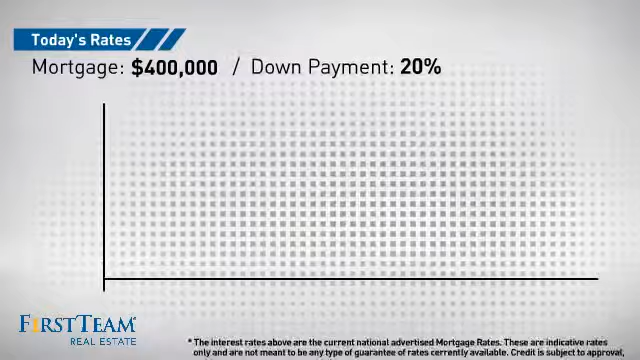 Today's Rates
Mortgage: $400,000 / Down Payment: 20%
FIRSTTEAM®
REAL ESTATE
* The interest rates above are the current national advertised Mortgage Rates. These are indicative rates
only and are not meant to be any type of guarantee of rates cerrently available. Credit is subject to approval,